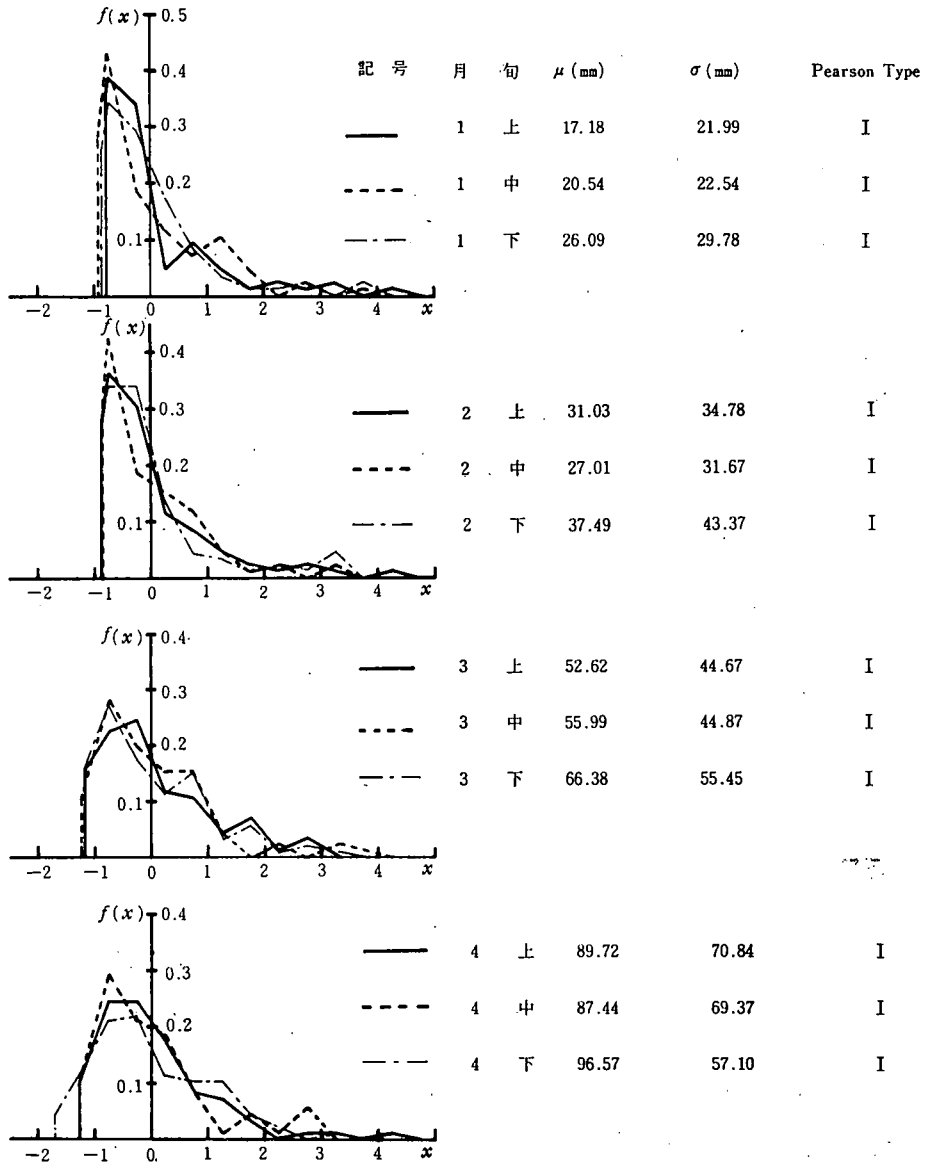 f(x) 0.5
記号 月 旬 μ(mm) σ(mm) Pearson Type
0.4
1 上 17.18 21.99 I
0.3
1 中 20.54 22.54 I
0.2
1 下 26.09 29.78 I
0.1
-2 -1 0 1 2 3 4 x
f(x)
0.4
2 上 31.03 34.78 I
0.3
2 中 27.01 31.67 I
0.2
2 下 37.49 43.37 I
0.1
-2 -1 0 1 2 3 4 x
f(x) 0.4
3 上 52.62 44.67 I
0.3
3 中 55.99 44.87 I
0.2
3 下 66.38 55.45 I
0.1
-2 -1 0 1 2 3 4 x
f(x) 0.4
4 上 89.72 70.84 I
0.3
4 中 87.44 69.37 I
0.2
4 下 96.57 57.10 I
0.1
-2 -1 0. 1 2 3 4 x